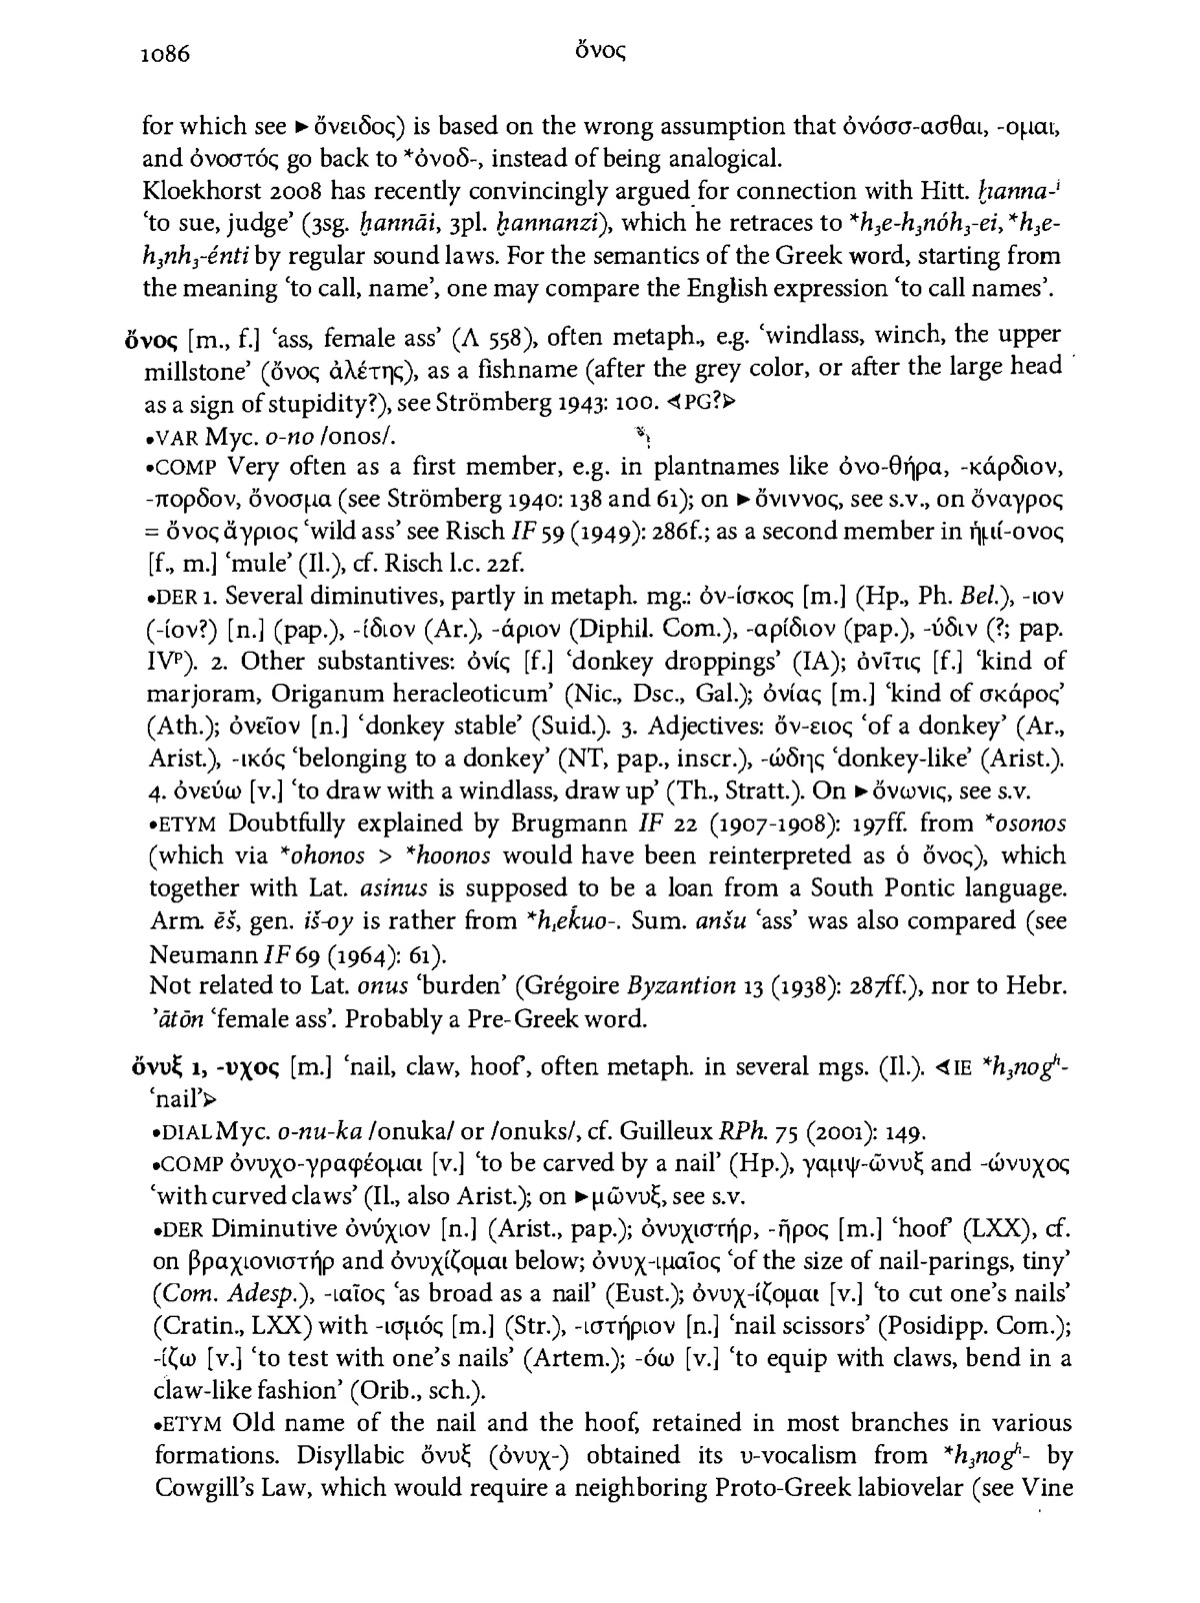 1086 ὄνος
for which see ►ὄνειδος) is based on the wrong assumption that ὀνόσσ-ασθαι, -ομαι,
and ὀνοστός go back to *ὀνοδ-, instead of being analogical.
Kloekhorst 2008 has recently convincingly argued for connection with Hitt. ḫanna-ⁱ
‘to sue, judge’ (3sg. ḫannāi, 3pl. ḫannanzi), which he retraces to *h₃e-h₃nóh₃-ei, *h₃e-
h₃nh₃-énti by regular sound laws. For the semantics of the Greek word, starting from
the meaning ‘to call, name’, one may compare the English expression ‘to call names’.
ὄνος [m., f.] ‘ass, female ass’ (Λ 558), often metaph., e.g. ‘windlass, winch, the upper
millstone’ (ὄνος ἀλέτης), as a fishname (after the grey color, or after the large head
as a sign of stupidity?), see Strömberg 1943: 100. ⊲PG?⊳
•VAR Myc. o-no /onos/.
•COMP Very often as a first member, e.g. in plantnames like ὀνο-θήρα, -κάρδιον,
-πορδον, ὄνοσμα (see Strömberg 1940: 138 and 61); on ►ὄνιννος, see s.v., on ὄναγρος
= ὄνος ἄγριος ‘wild ass’ see Risch IF 59 (1949): 286f.; as a second member in ἡμί-ονος
[f., m.] ‘mule’ (Il.), cf. Risch l.c. 22f.
•DER 1. Several diminutives, partly in metaph. mg.: ὀν-ίσκος [m.] (Hp., Ph. Bel.), -ιον
(-ίον?) [n.] (pap.), -ίδιον (Ar.), -άριον (Diphil. Com.), -αρίδιον (pap.), -ύδιν (?; pap.
IVᵖ). 2. Other substantives: ὀνίς [f.] ‘donkey droppings’ (IA); ὀνῖτις [f.] ‘kind of
marjoram, Origanum heracleoticum’ (Nic., Dsc., Gal.); ὀνίας [m.] ‘kind of σκάρος’
(Ath.); ὀνεῖον [n.] ‘donkey stable’ (Suid.). 3. Adjectives: ὄν-ειος ‘of a donkey’ (Ar.,
Arist.), -ικός ‘belonging to a donkey’ (NT, pap., inscr.), -ώδης ‘donkey-like’ (Arist.).
4. ὀνεύω [v.] ‘to draw with a windlass, draw up’ (Th., Stratt.). On ►ὄνωνις, see s.v.
•ETYM Doubtfully explained by Brugmann IF 22 (1907-1908): 197ff. from *osonos
(which via *ohonos > *hoonos would have been reinterpreted as ὁ ὄνος), which
together with Lat. asinus is supposed to be a loan from a South Pontic language.
Arm. ēš, gen. iš-oy is rather from *h₁eḱuo-. Sum. anšu ‘ass’ was also compared (see
Neumann IF 69 (1964): 61).
Not related to Lat. onus ‘burden’ (Grégoire Byzantion 13 (1938): 287ff.), nor to Hebr.
’ātōn ‘female ass’. Probably a Pre-Greek word.
ὄνυξ 1, -υχος [m.] ‘nail, claw, hoof’, often metaph. in several mgs. (Il.). ⊲IE *h₃nogʰ-
‘nail’⊳
•DIAL Myc. o-nu-ka /onuka/ or /onuks/, cf. Guilleux RPh. 75 (2001): 149.
•COMP ὀνυχο-γραφέομαι [v.] ‘to be carved by a nail’ (Hp.), γαμψ-ῶνυξ and -ώνυχος
‘with curved claws’ (Il., also Arist.); on ►μῶνυξ, see s.v.
•DER Diminutive ὀνύχιον [n.] (Arist., pap.); ὀνυχιστήρ, -ῆρος [m.] ‘hoof’ (LXX), cf.
on βραχιονιστήρ and ὀνυχίζομαι below; ὀνυχ-ιμαῖος ‘of the size of nail-parings, tiny’
(Com. Adesp.), -ιαῖος ‘as broad as a nail’ (Eust.); ὀνυχ-ίζομαι [v.] ‘to cut one’s nails’
(Cratin., LXX) with -ισμός [m.] (Str.), -ιστήριον [n.] ‘nail scissors’ (Posidipp. Com.);
-ίζω [v.] ‘to test with one’s nails’ (Artem.); -όω [v.] ‘to equip with claws, bend in a
claw-like fashion’ (Orib., sch.).
•ETYM Old name of the nail and the hoof, retained in most branches in various
formations. Disyllabic ὄνυξ (ὀνυχ-) obtained its υ-vocalism from *h₃nogʰ- by
Cowgill’s Law, which would require a neighboring Proto-Greek labiovelar (see Vine